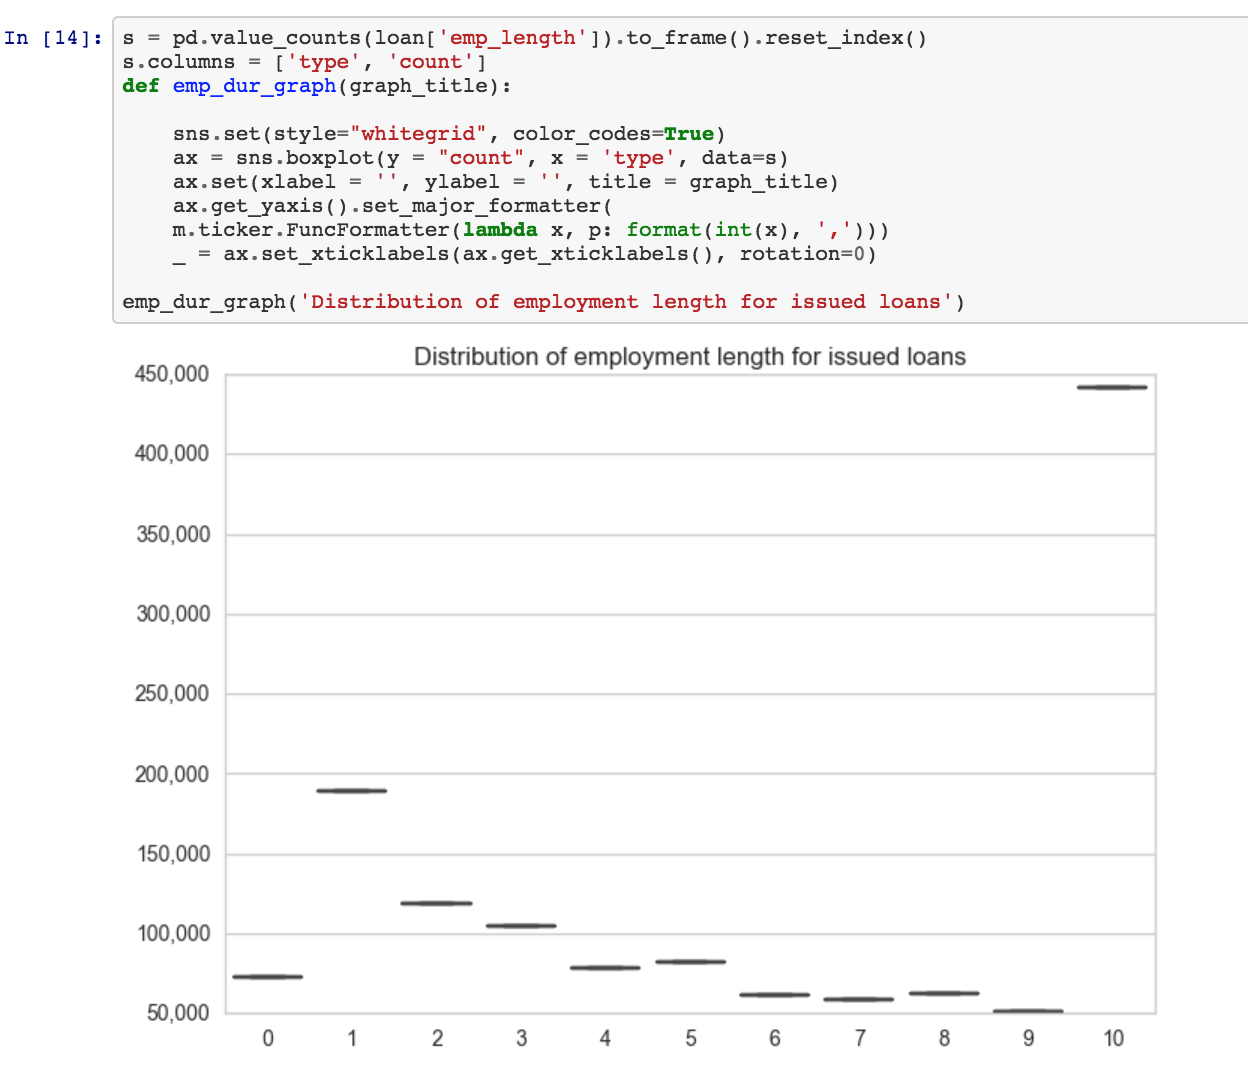 In [14]: s = pd.value_counts(loan['emp_length']).to_frame().reset_index()
s.columns = ['type', 'count']
def emp_dur_graph(graph_title):
    sns.set(style="whitegrid", color_codes=True)
    ax = sns.boxplot(y = "count", x = 'type', data=s)
    ax.set(xlabel = '', ylabel = '', title = graph_title)
    ax.get_yaxis().set_major_formatter(
    m.ticker.FuncFormatter(lambda x, p: format(int(x), ',')))
    _ = ax.set_xticklabels(ax.get_xticklabels(), rotation=0)
emp_dur_graph('Distribution of employment length for issued loans')
Distribution of employment length for issued loans
450,000
400,000
350,000
300,000
250,000
200,000
150,000
100,000
50,000
0 1 2 3 4 5 6 7 8 9 10